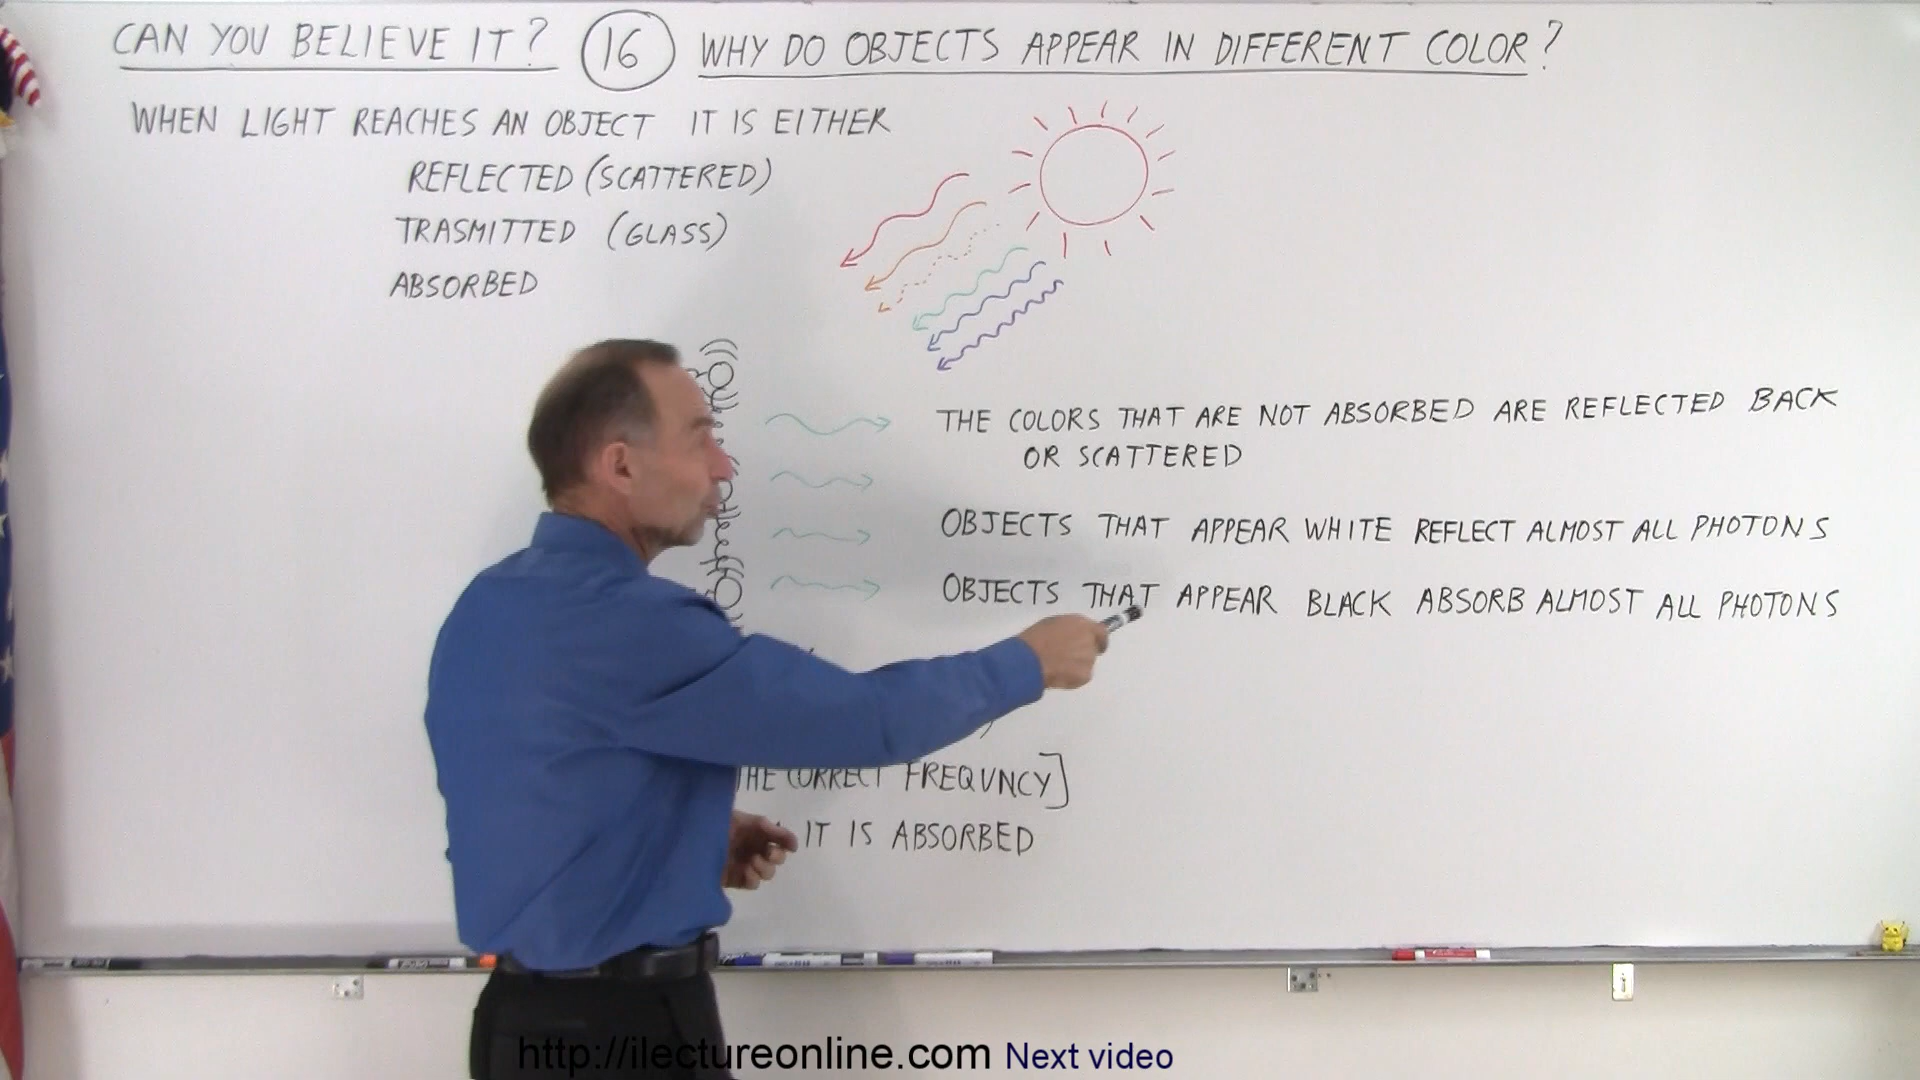 CAN YOU BELIEVE IT? 16 WHY DO OBJECTS APPEAR IN DIFFERENT COLOR?
WHEN LIGHT REACHES AN OBJECT IT IS EITHER
REFLECTED (SCATTERED)
TRASMITTED (GLASS)
ABSORBED
THE COLORS THAT ARE NOT ABSORBED ARE REFLECTED BACK
OR SCATTERED
OBJECTS THAT APPEAR WHITE REFLECT ALMOST ALL PHOTONS
OBJECTS THAT APPEAR BLACK ABSORB ALMOST ALL PHOTONS
THE CORRECT FREQUNCY]
IT IS ABSORBED
http://ilectureonline.com Next video